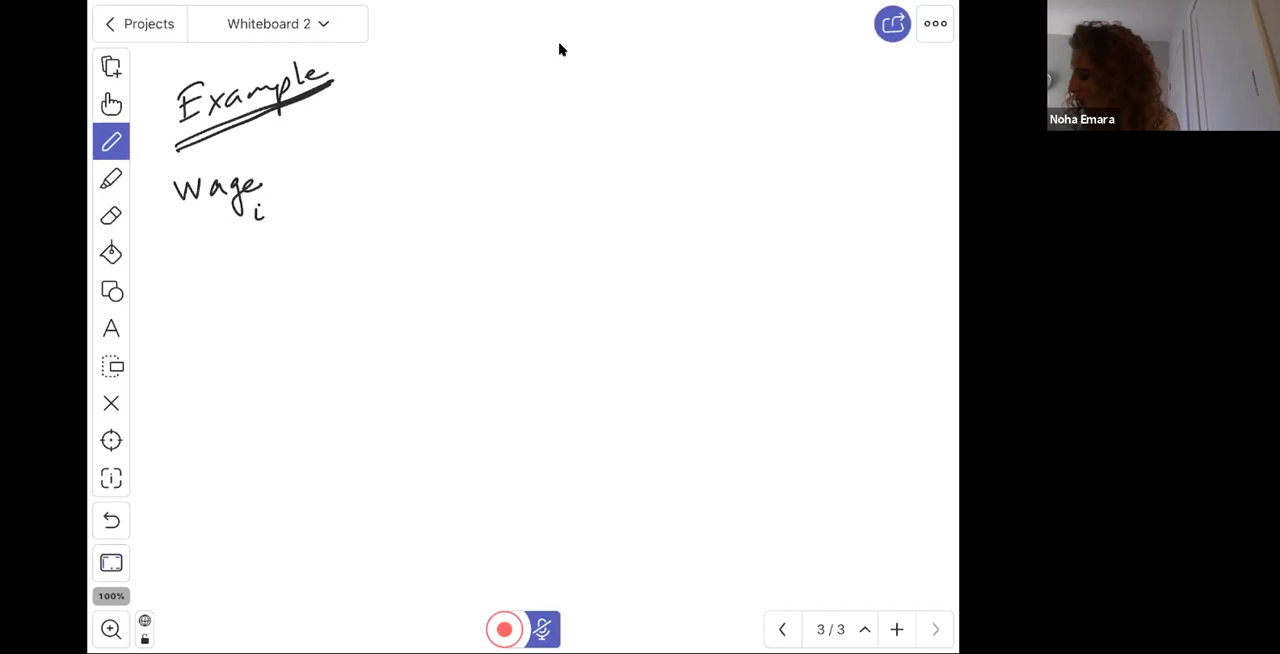 Projects
Whiteboard 2
Example
Wage i
Noha Emara
A
100%
3 / 3